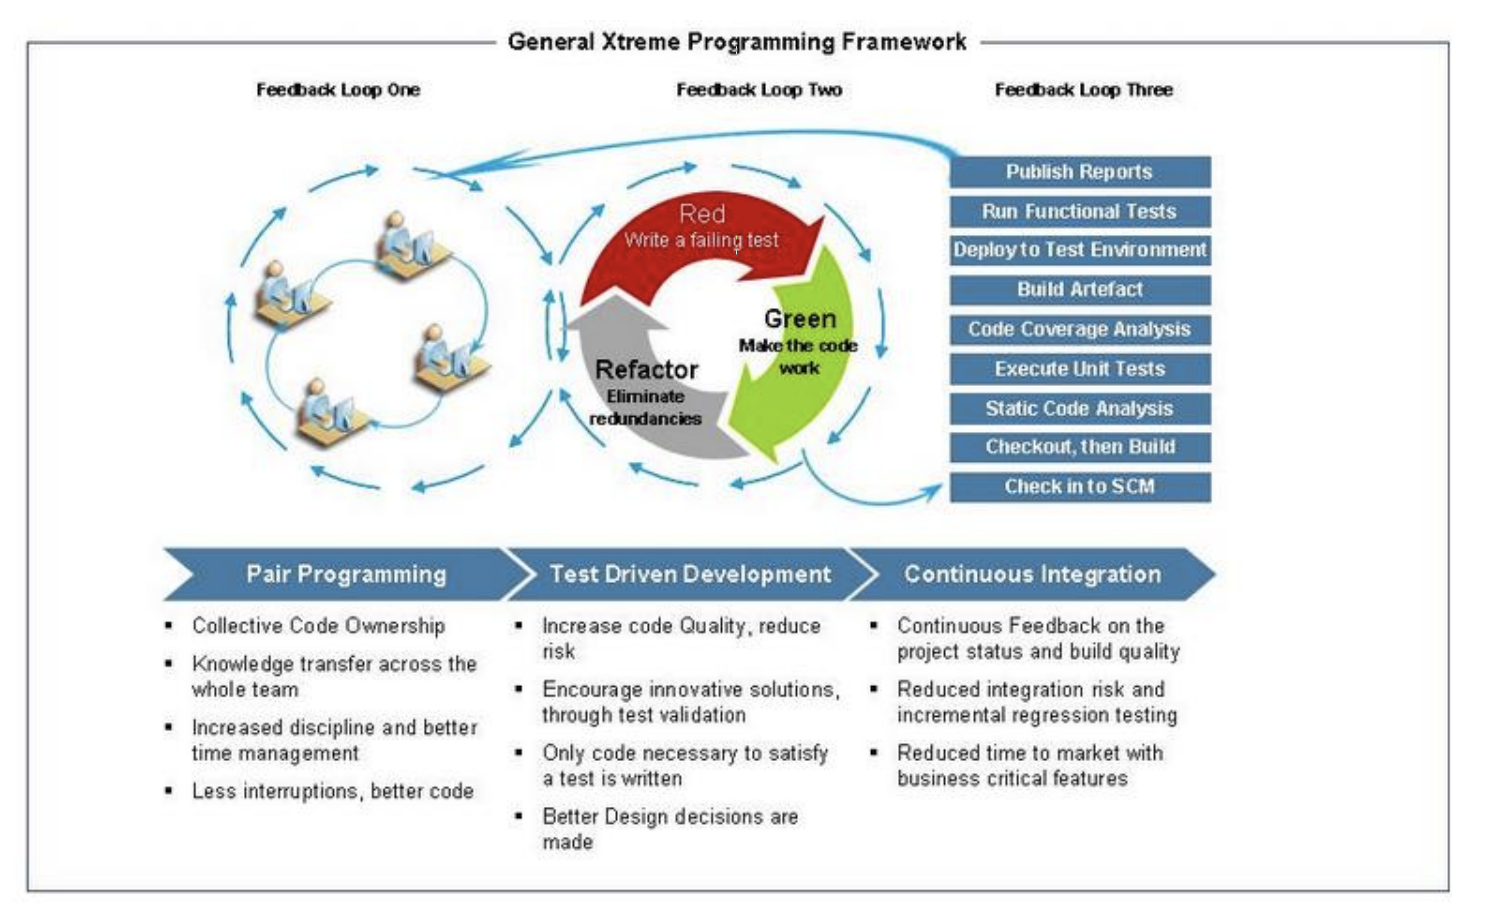 General Xtreme Programming Framework
Feedback Loop One
Feedback Loop Two
Feedback Loop Three
Red
Write a failing test
Green
Make the code
work
Refactor
Eliminate
redundancies
Publish Reports
Run Functional Tests
Deploy to Test Environment
Build Artefact
Code Coverage Analysis
Execute Unit Tests
Static Code Analysis
Checkout, then Build
Check in to SCM
Pair Programming
▪ Collective Code Ownership
▪ Knowledge transfer across the
whole team
▪ Increased discipline and better
time management
▪ Less interruptions, better code
Test Driven Development
▪ Increase code Quality, reduce
risk
▪ Encourage innovative solutions,
through test validation
▪ Only code necessary to satisfy
a test is written
▪ Better Design decisions are
made
Continuous Integration
▪ Continuous Feedback on the
project status and build quality
▪ Reduced integration risk and
incremental regression testing
▪ Reduced time to market with
business critical features